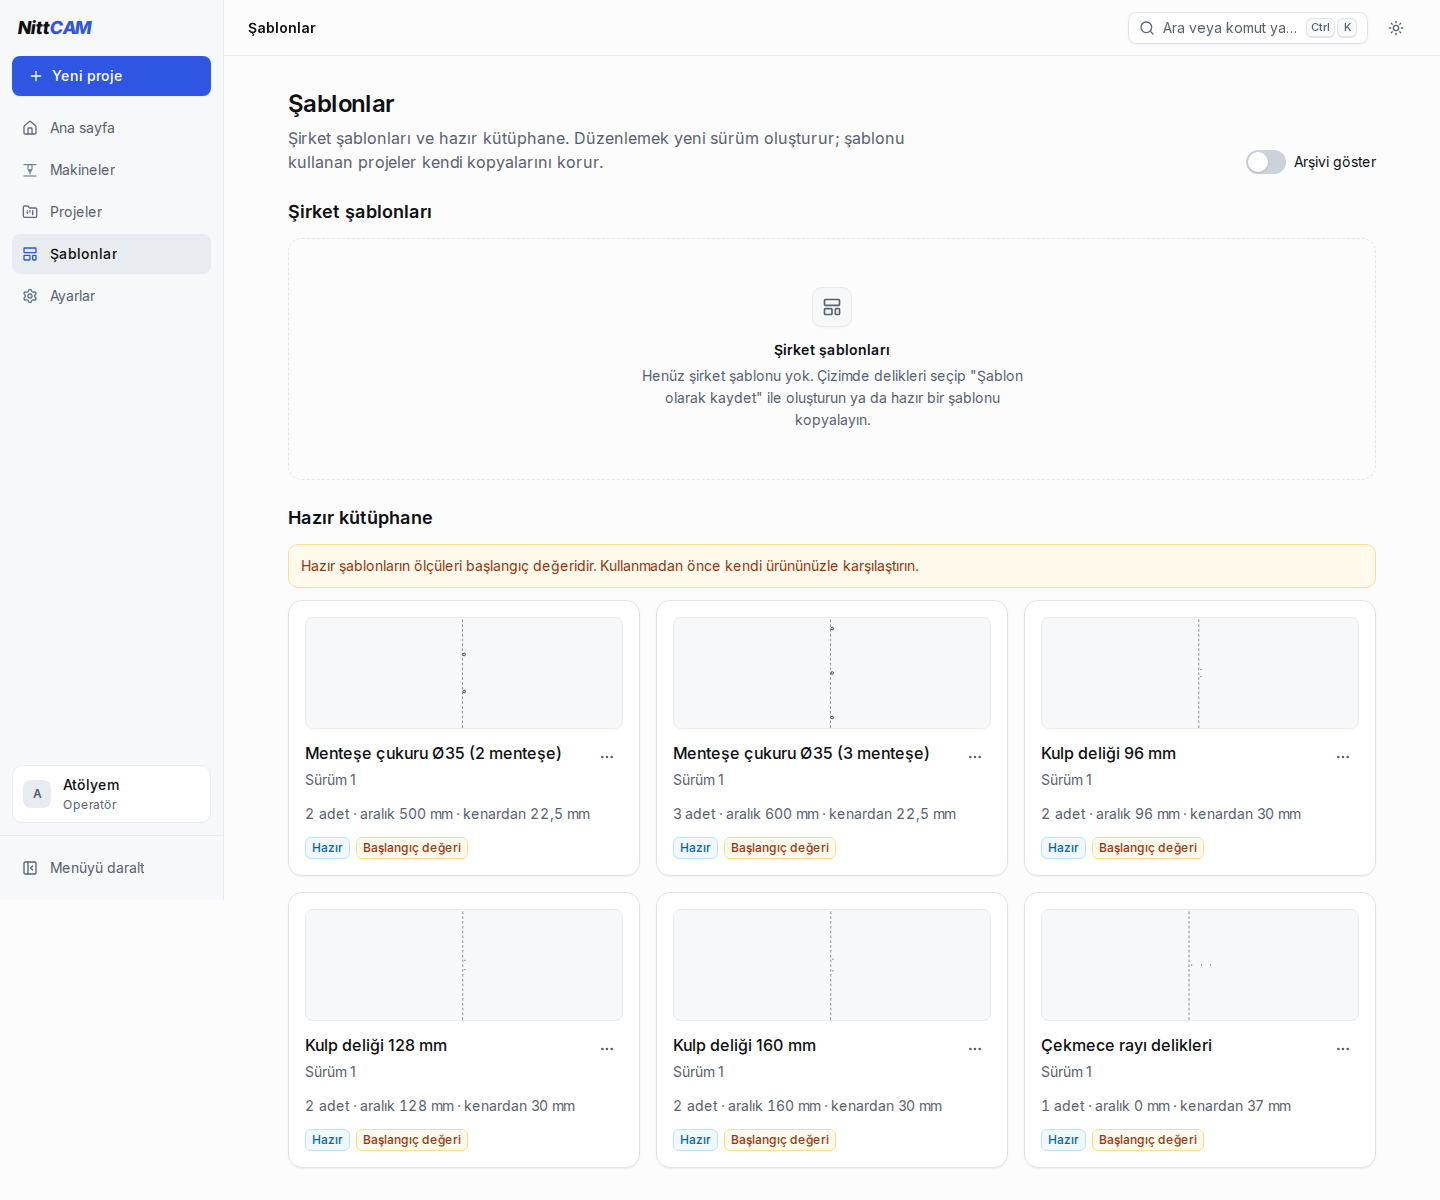 NittCAM
Yeni proje
Ana sayfa
Makineler
Projeler
Şablonlar
Ayarlar
A
Atölyem
Operatör
Menüyü daralt
Şablonlar
Ara veya komut ya...
Ctrl K
Şablonlar
Şirket şablonları ve hazır kütüphane. Düzenlemek yeni sürüm oluşturur; şablonu
kullanan projeler kendi kopyalarını korur.
Arşivi göster
Şirket şablonları
Şirket şablonları
Henüz şirket şablonu yok. Çizimde delikleri seçip "Şablon
olarak kaydet" ile oluşturun ya da hazır bir şablonu
kopyalayın.
Hazır kütüphane
Hazır şablonların ölçüleri başlangıç değeridir. Kullanmadan önce kendi ürününüzle karşılaştırın.
Menteşe çukuru Ø35 (2 menteşe)
Sürüm 1
2 adet · aralık 500 mm · kenardan 22,5 mm
Hazır Başlangıç değeri
Menteşe çukuru Ø35 (3 menteşe)
Sürüm 1
3 adet · aralık 600 mm · kenardan 22,5 mm
Hazır Başlangıç değeri
Kulp deliği 96 mm
Sürüm 1
2 adet · aralık 96 mm · kenardan 30 mm
Hazır Başlangıç değeri
Kulp deliği 128 mm
Sürüm 1
2 adet · aralık 128 mm · kenardan 30 mm
Hazır Başlangıç değeri
Kulp deliği 160 mm
Sürüm 1
2 adet · aralık 160 mm · kenardan 30 mm
Hazır Başlangıç değeri
Çekmece rayı delikleri
Sürüm 1
1 adet · aralık 0 mm · kenardan 37 mm
Hazır Başlangıç değeri